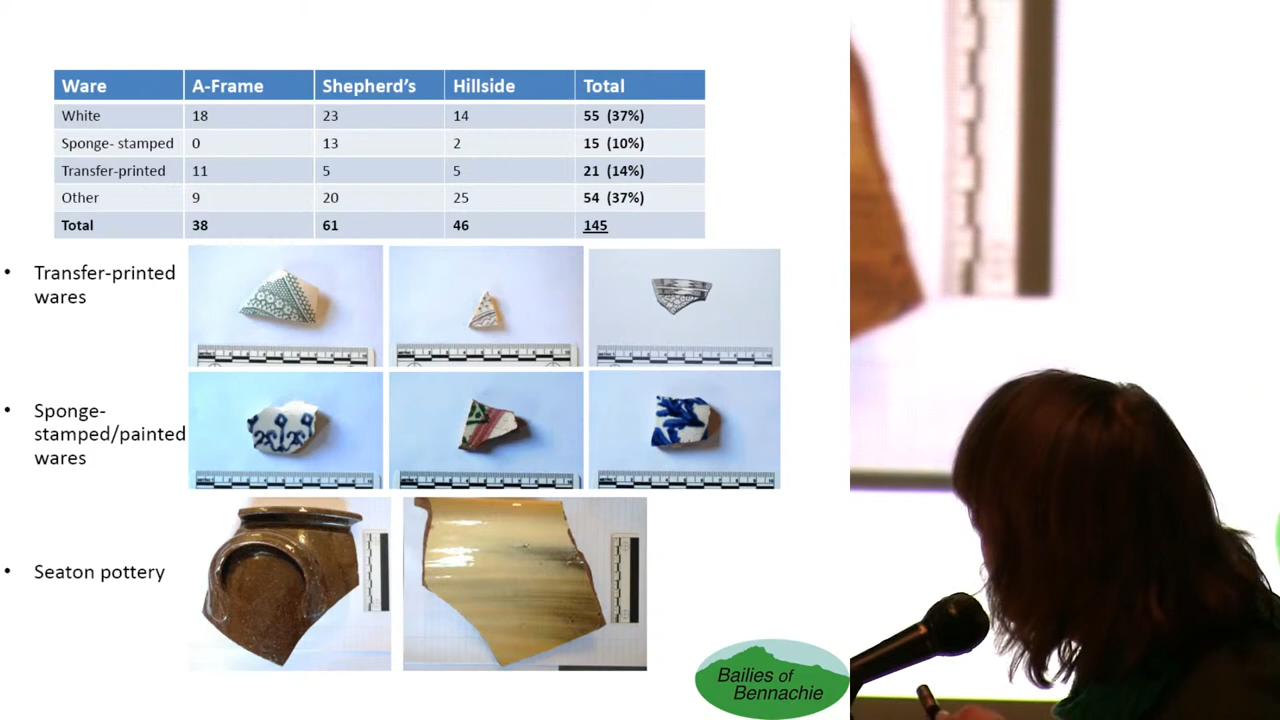 Ware A-Frame Shepherd's Hillside Total
White 18 23 14 55 (37%)
Sponge- stamped 0 13 2 15 (10%)
Transfer-printed 11 5 5 21 (14%)
Other 9 20 25 54 (37%)
Total 38 61 46 145
• Transfer-printed
wares
• Sponge-
stamped/painted
wares
• Seaton pottery
Bailies of
Bennachie